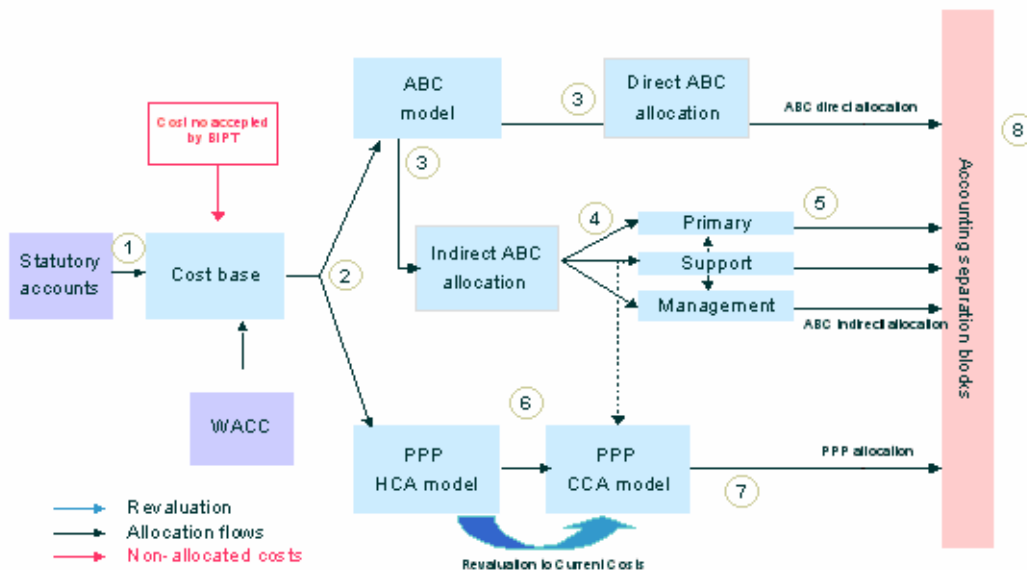 ABC
model
3
Direct ABC
allocation
ABC direct allocation
8
Cost no accepted
by BIPT
3
Statutory
accounts
1
Cost base
2
Indirect ABC
allocation
4
Primary
5
Support
Management
ABC indirect allocation
Accounting separation blocks
WACC
6
PPP
HCA model
PPP
CCA model
PPP allocation
7
Revaluation
Allocation flows
Non-allocated costs
Revaluation to Current Costs